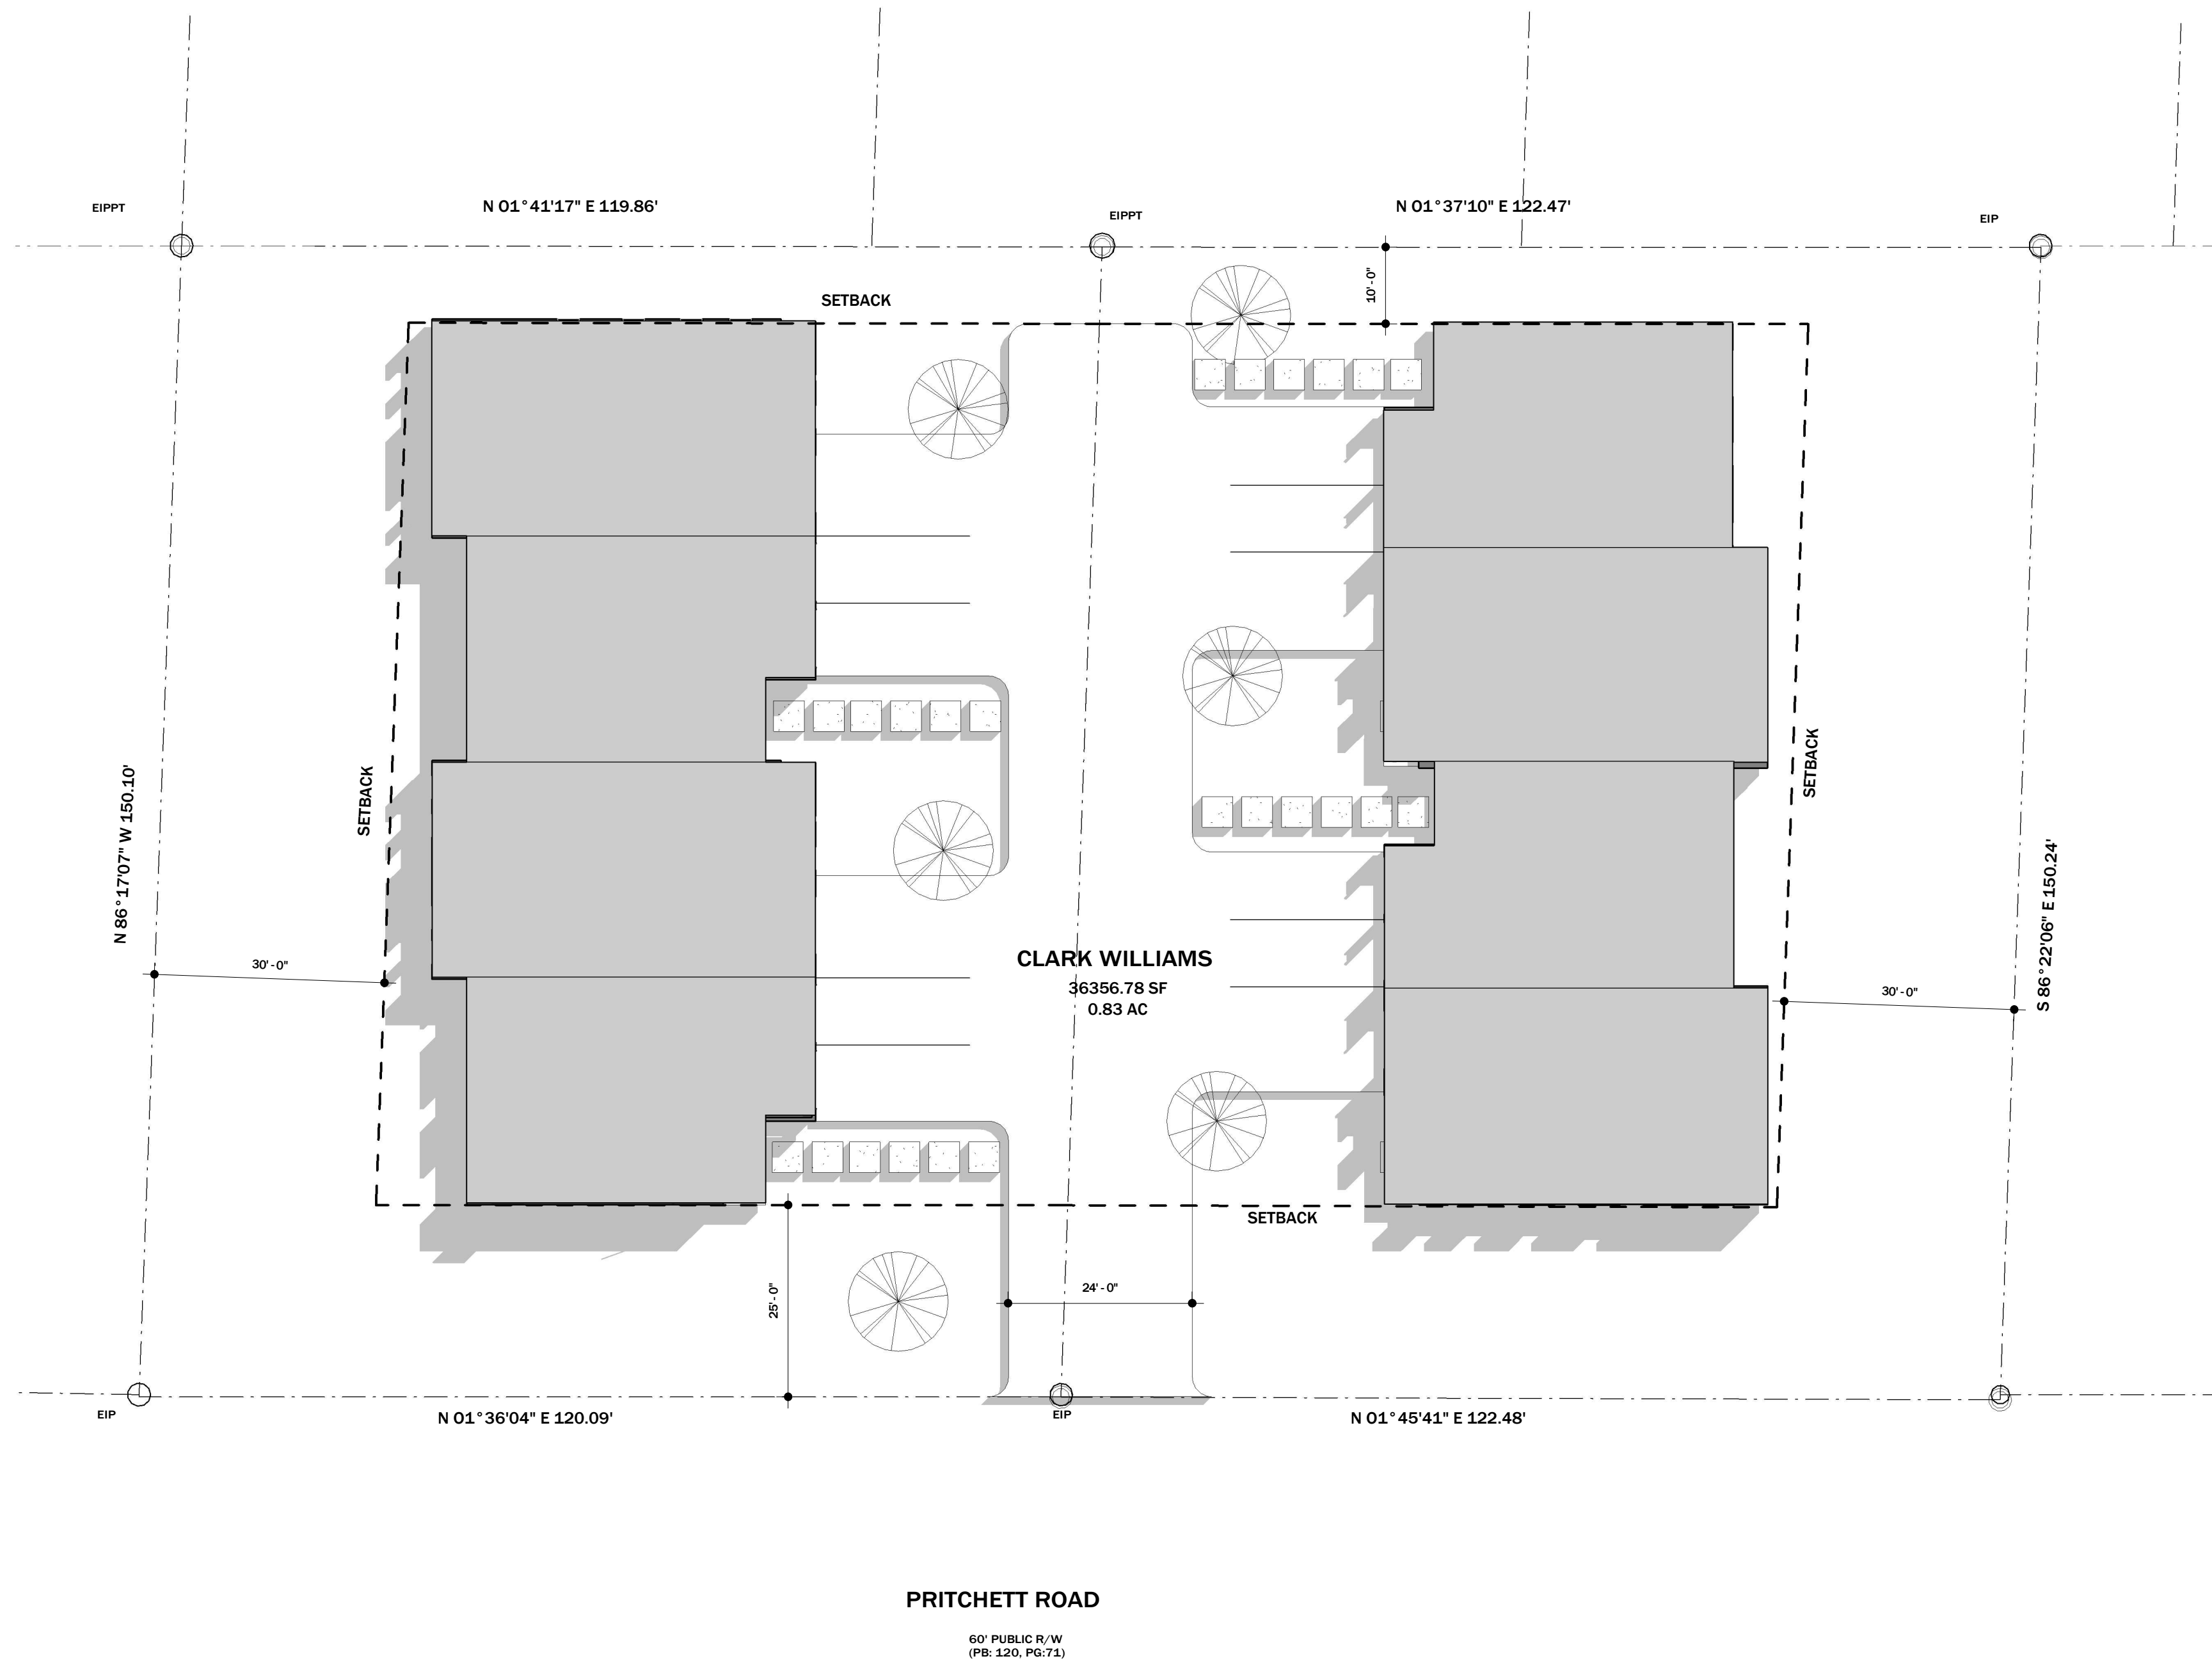 N 01°41'17" E 119.86'
N 01°37'10" E 122.47'
EIPPT
EIPPT
EIP
10'-0"
SETBACK
SETBACK
SETBACK
N 86°17'07" W 150.10'
S 86°22'06" E 150.24'
30'-0"
CLARK WILLIAMS
36356.78 SF
0.83 AC
30'-0"
SETBACK
25'-0"
24'-0"
EIP
N 01°36'04" E 120.09'
EIP
N 01°45'41" E 122.48'
PRITCHETT ROAD
60' PUBLIC R/W
(PB: 120, PG:71)